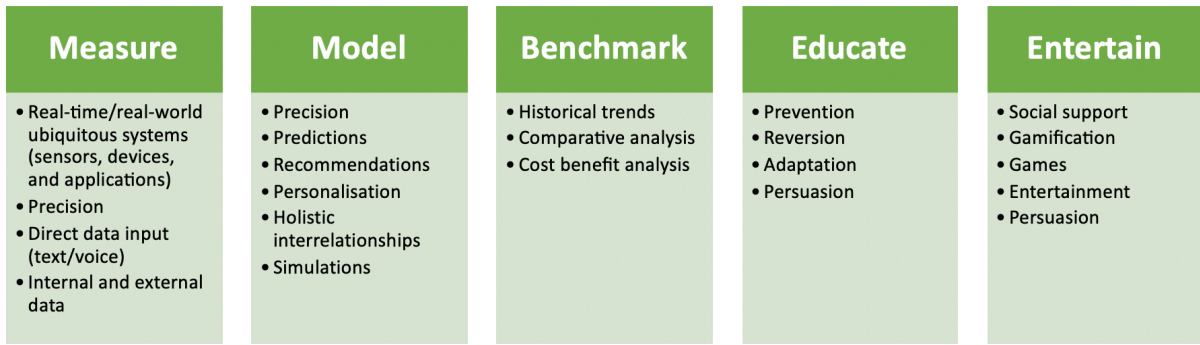 Measure
• Real-time/real-world
ubiquitous systems
(sensors, devices,
and applications)
• Precision
• Direct data input
(text/voice)
• Internal and external
data
Model
• Precision
• Predictions
• Recommendations
• Personalisation
• Holistic
interrelationships
• Simulations
Benchmark
• Historical trends
• Comparative analysis
• Cost benefit analysis
Educate
• Prevention
• Reversion
• Adaptation
• Persuasion
Entertain
• Social support
• Gamification
• Games
• Entertainment
• Persuasion